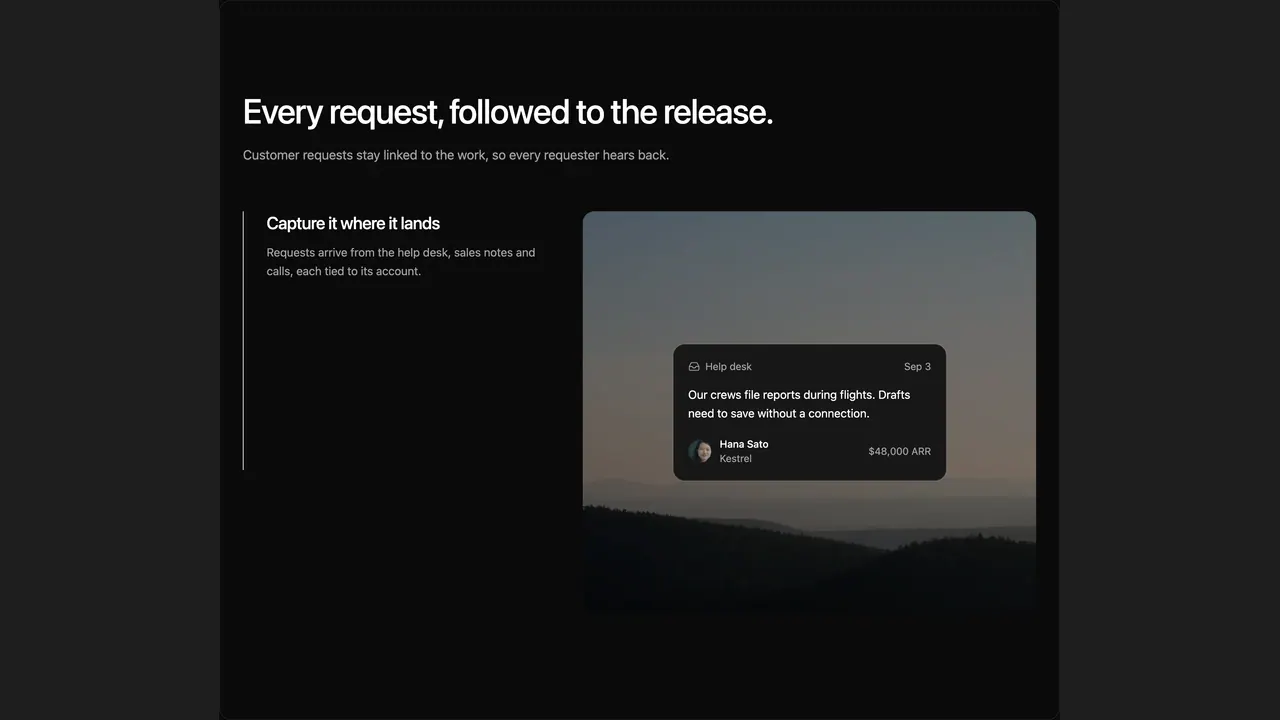 Every request, followed to the release.
Customer requests stay linked to the work, so every requester hears back.
Capture it where it lands
Requests arrive from the help desk, sales notes and
calls, each tied to its account.
Help desk
Sep 3
Our crews file reports during flights. Drafts
need to save without a connection.
Hana Sato
Kestrel
$48,000 ARR